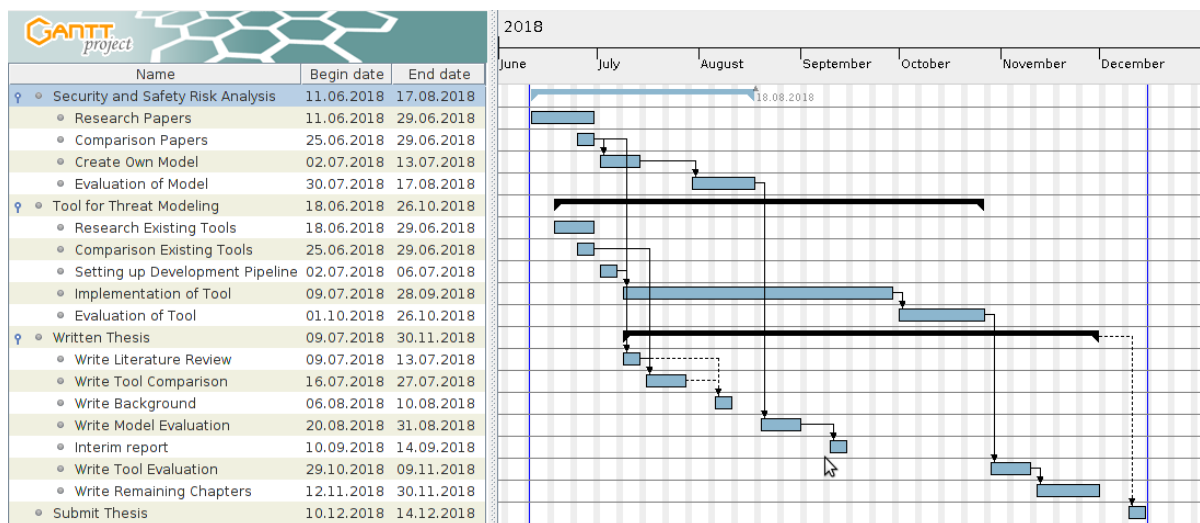 GANTT
project
2018
June July August September October November December
Name Begin date End date
Security and Safety Risk Analysis 11.06.2018 17.08.2018 18.08.2018
Research Papers 11.06.2018 29.06.2018
Comparison Papers 25.06.2018 29.06.2018
Create Own Model 02.07.2018 13.07.2018
Evaluation of Model 30.07.2018 17.08.2018
Tool for Threat Modeling 18.06.2018 26.10.2018
Research Existing Tools 18.06.2018 29.06.2018
Comparison Existing Tools 25.06.2018 29.06.2018
Setting up Development Pipeline 02.07.2018 06.07.2018
Implementation of Tool 09.07.2018 28.09.2018
Evaluation of Tool 01.10.2018 26.10.2018
Written Thesis 09.07.2018 30.11.2018
Write Literature Review 09.07.2018 13.07.2018
Write Tool Comparison 16.07.2018 27.07.2018
Write Background 06.08.2018 10.08.2018
Write Model Evaluation 20.08.2018 31.08.2018
Interim report 10.09.2018 14.09.2018
Write Tool Evaluation 29.10.2018 09.11.2018
Write Remaining Chapters 12.11.2018 30.11.2018
Submit Thesis 10.12.2018 14.12.2018